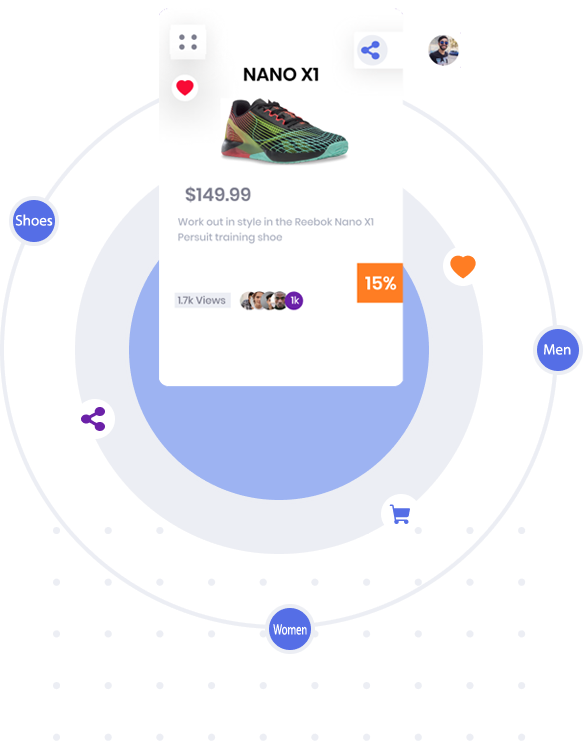 NANO X1
Shoes
$149.99
Work out in style in the Reebok Nano X1
Persuit training shoe
15%
1.7k Views
1k
Men
Women